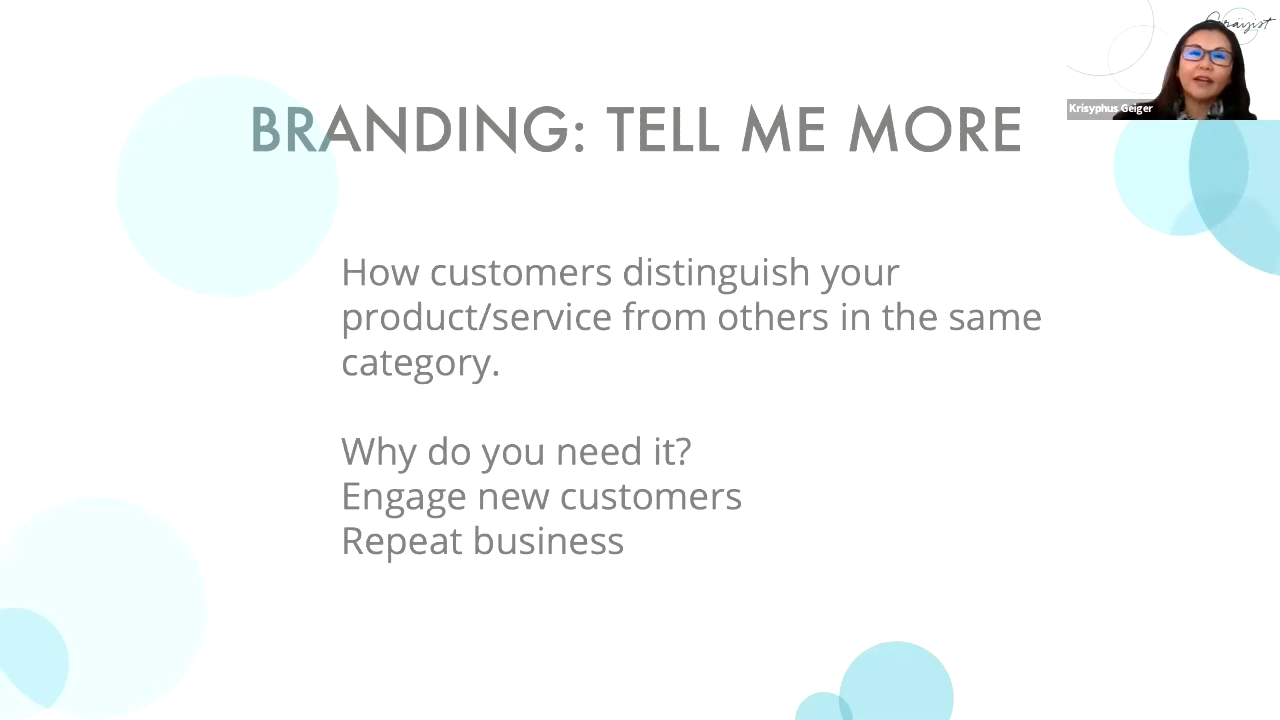 BRANDING: TELL ME MORE
Krisyphus Geiger
How customers distinguish your
product/service from others in the same
category.
Why do you need it?
Engage new customers
Repeat business